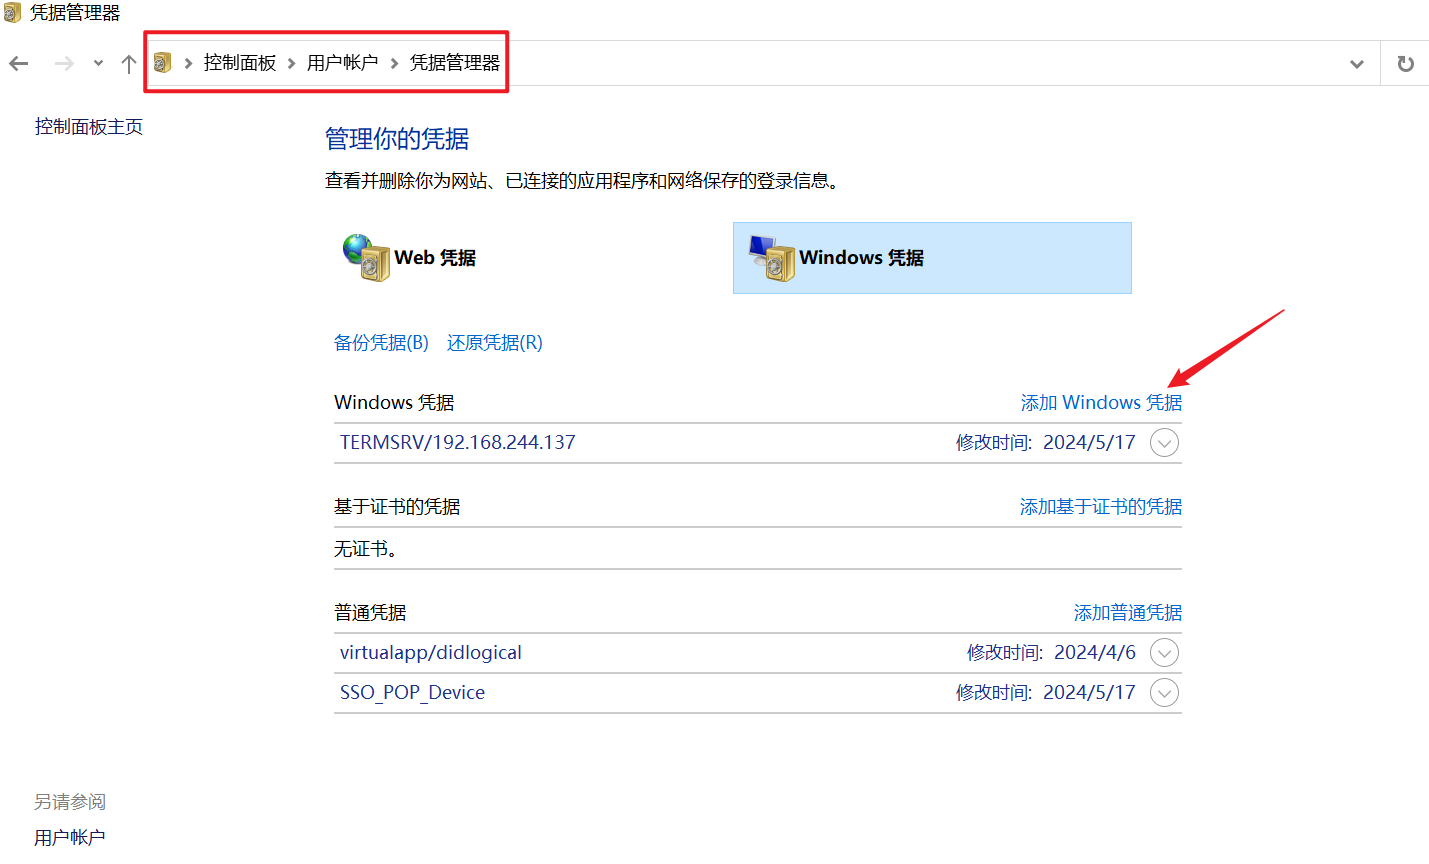 凭据管理器
控制面板 用户帐户 凭据管理器
控制面板主页
管理你的凭据
查看并删除你为网站、已连接的应用程序和网络保存的登录信息。
Web 凭据 Windows 凭据
备份凭据(B) 还原凭据(R)
Windows 凭据 添加 Windows 凭据
TERMSRV/192.168.244.137 修改时间: 2024/5/17
基于证书的凭据 添加基于证书的凭据
无证书。
普通凭据 添加普通凭据
virtualapp/didlogical 修改时间: 2024/4/6
SSO_POP_Device 修改时间: 2024/5/17
另请参阅
用户帐户